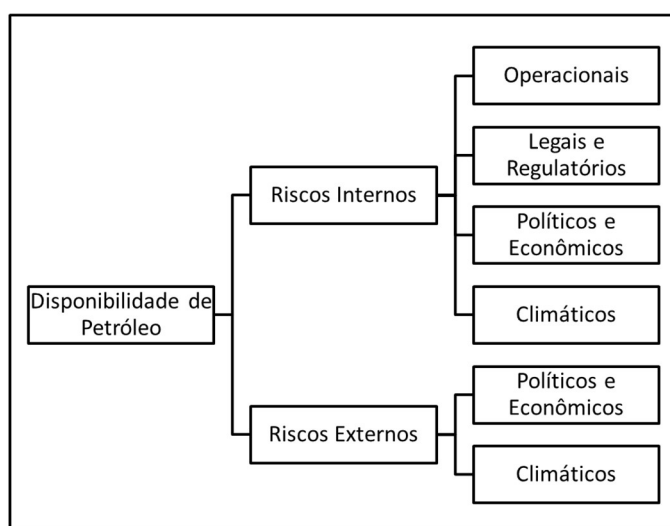 Operacionais
Legais e
Regulatórios
Riscos Internos
Políticos e
Econômicos
Disponibilidade de
Petróleo
Climáticos
Políticos e
Econômicos
Riscos Externos
Climáticos